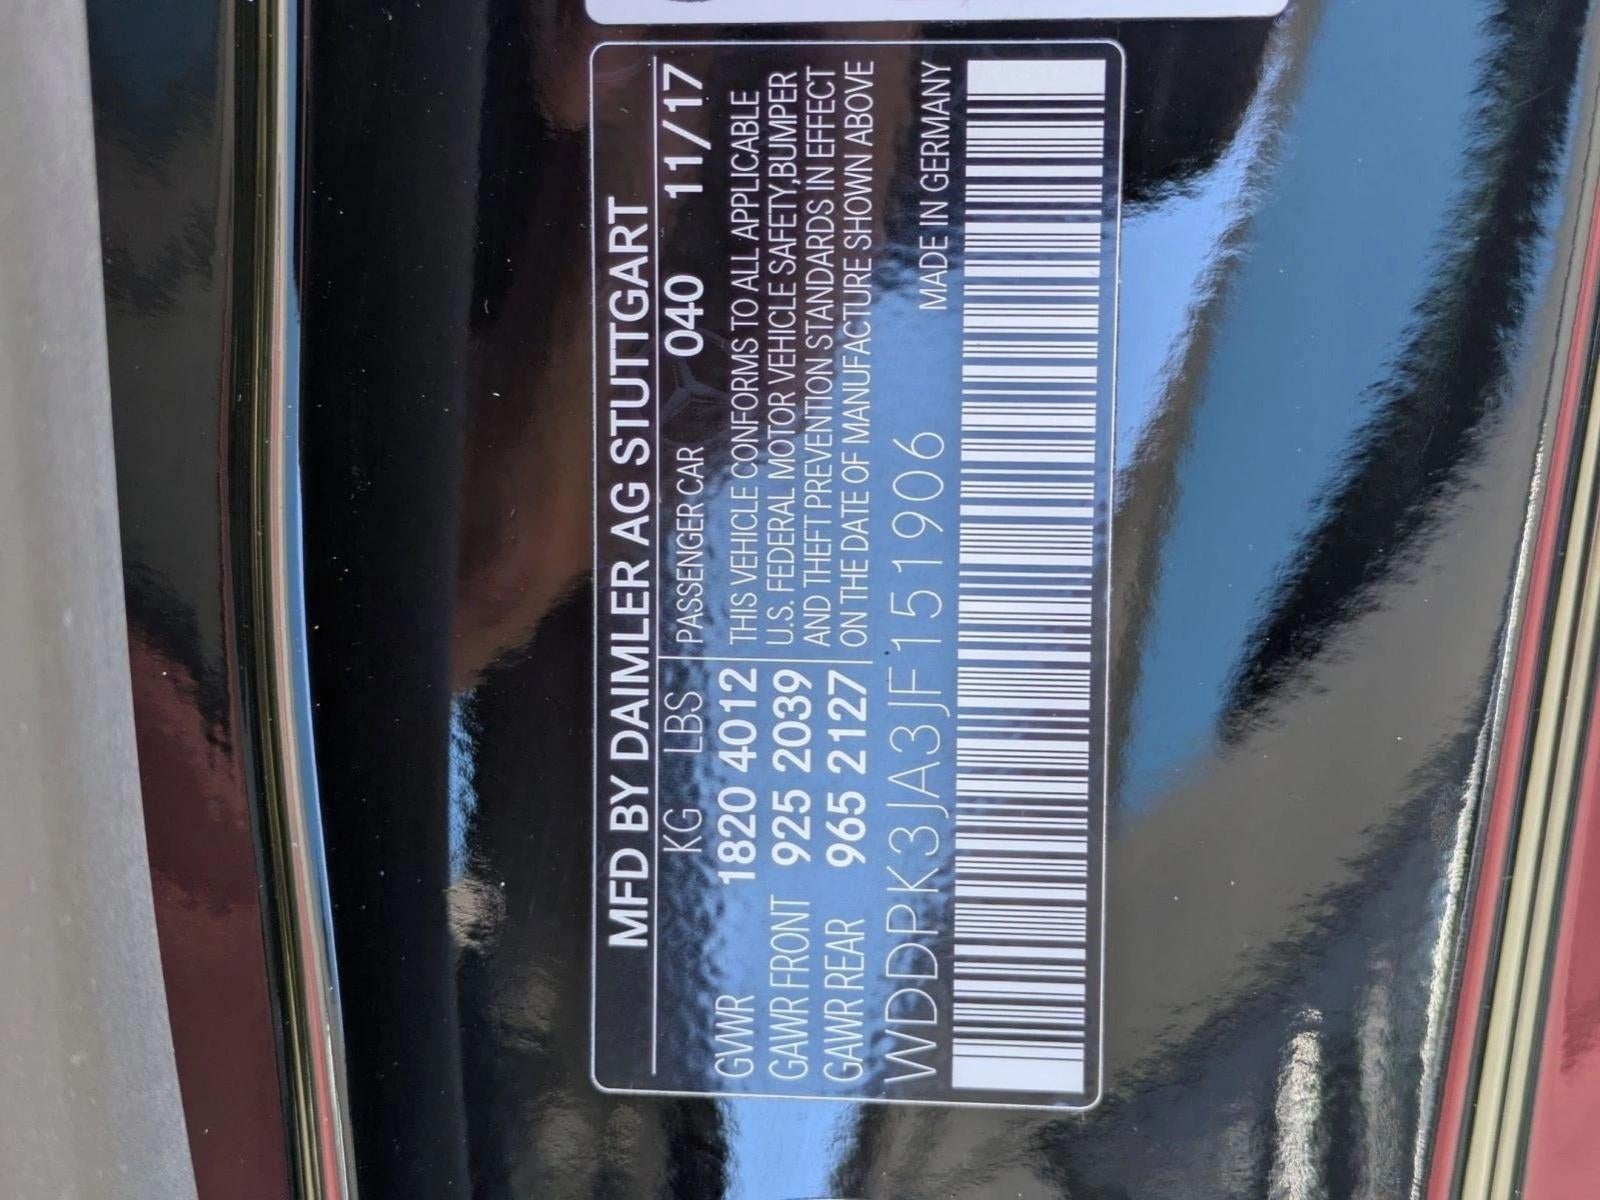 MFD BY DAIMLER AG STUTTGART
KG LBS PASSENGER CAR 040 11/17
GVWR 1820 4012 THIS VEHICLE CONFORMS TO ALL APPLICABLE
GAWR FRONT 925 2039 U.S. FEDERAL MOTOR VEHICLE SAFETY,BUMPER
GAWR REAR 965 2127 AND THEFT PREVENTION STANDARDS IN EFFECT
ON THE DATE OF MANUFACTURE SHOWN ABOVE
WDDPK3JA3JF151906 MADE IN GERMANY